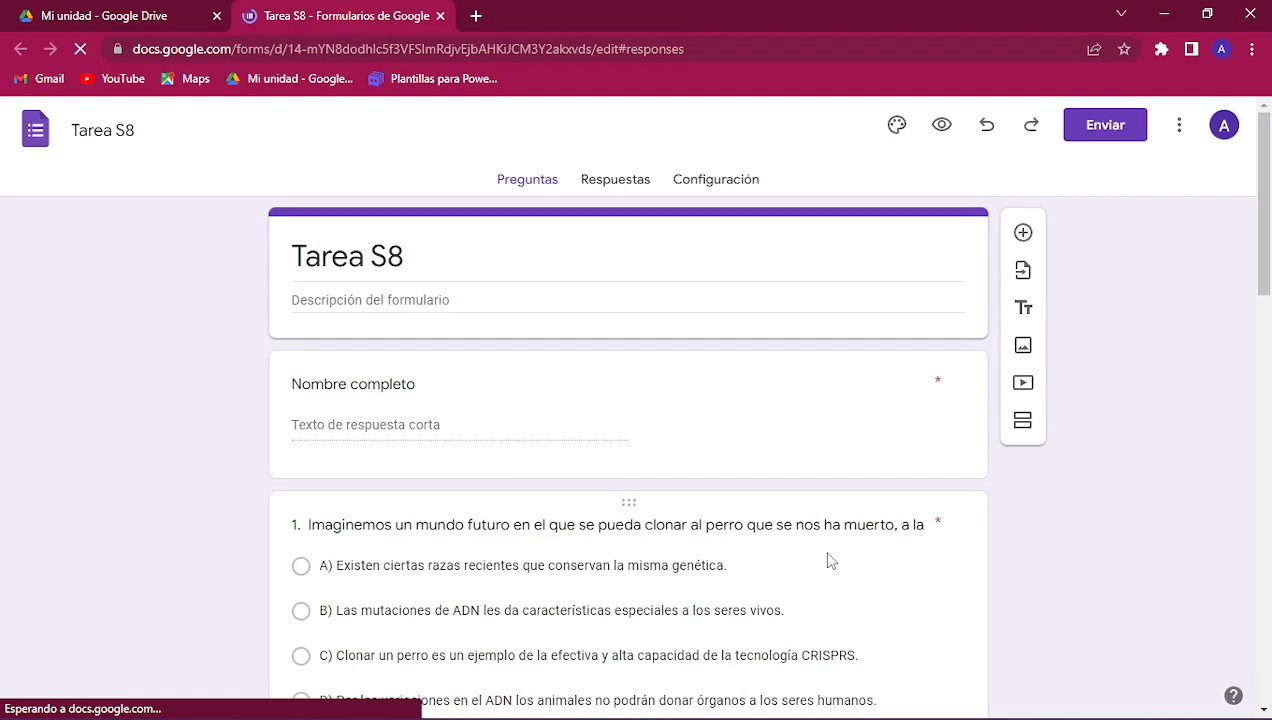 Mi unidad - Google Drive
Tarea S8 - Formularios de Google
docs.google.com/forms/d/14-mYN8dodhlc5f3VFSlmRdjvEjbAHKiJCM3Y2akxvds/edit#responses
A
Gmail
YouTube
Maps
Mi unidad - Google...
Plantillas para Powe...
Tarea S8
Enviar
A
Preguntas
Respuestas
Configuración
Tarea S8
Descripción del formulario
Nombre completo
*
Texto de respuesta corta
Tт
1. Imaginemos un mundo futuro en el que se pueda clonar al perro que se nos ha muerto, a la *
A) Existen ciertas razas recientes que conservan la misma genética.
B) Las mutaciones de ADN les da características especiales a los seres vivos.
C) Clonar un perro es un ejemplo de la efectiva y alta capacidad de la tecnología CRISPRS.
en el ADN los animales no podrán donar órganos a los seres humanos.
Esperando a docs.google.com...